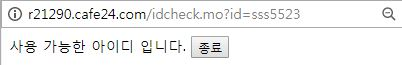 r21290.cafe24.com/idcheck.mo?id=sss5523
사용 가능한 아이디 입니다. 종료